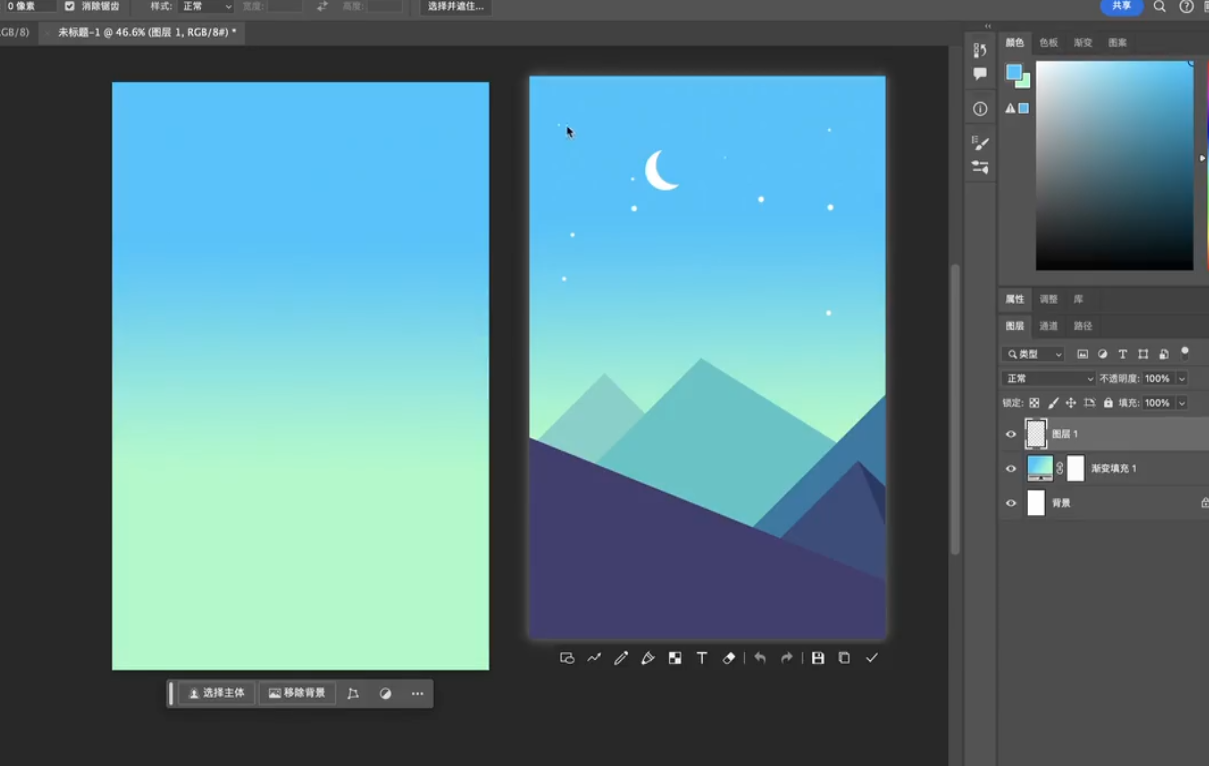 0 像素 消除锯齿 样式: 正常 宽度: 高度: 选择并遮住... 共享
GB/8) 未标题-1 @ 46.6% (图层 1, RGB/8#) *
颜色 色板 渐变 图案
属性 调整 库
图层 通道 路径
类型
正常 不透明度: 100%
锁定: 填充: 100%
图层 1
渐变填充 1
背景
选择主体 移除背景